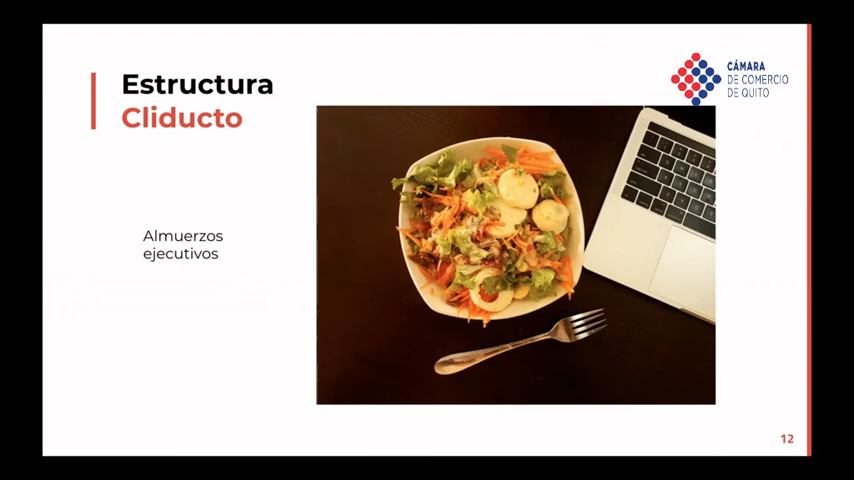 Estructura
Cliducto
CÁMARA
DE COMERCIO
DE QUITO
Almuerzos
ejecutivos
12